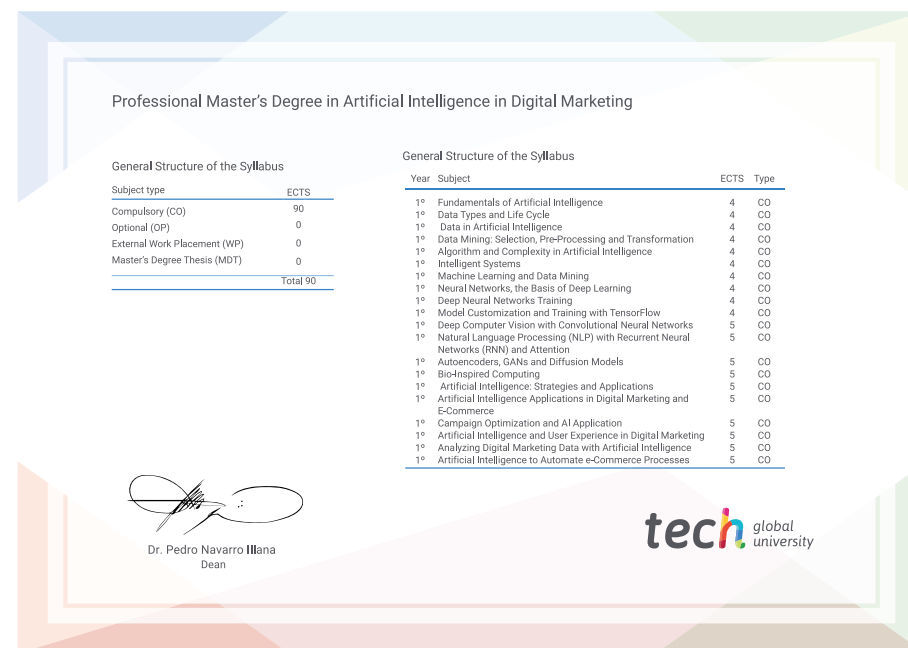 Professional Master's Degree in Artificial Intelligence in Digital Marketing
General Structure of the Syllabus
Subject type ECTS
Compulsory (CO) 90
Optional (OP) 0
External Work Placement (WP) 0
Master's Degree Thesis (MDT) 0
Total 90
General Structure of the Syllabus
Year Subject ECTS Type
1º Fundamentals of Artificial Intelligence 4 CO
1º Data Types and Life Cycle 4 CO
1º Data in Artificial Intelligence 4 CO
1º Data Mining: Selection, Pre-Processing and Transformation 4 CO
1º Algorithm and Complexity in Artificial Intelligence 4 CO
1º Intelligent Systems 4 CO
1º Machine Learning and Data Mining 4 CO
1º Neural Networks, the Basis of Deep Learning 4 CO
1º Deep Neural Networks Training 4 CO
1º Model Customization and Training with TensorFlow 4 CO
1º Deep Computer Vision with Convolutional Neural Networks 5 CO
1º Natural Language Processing (NLP) with Recurrent Neural 5 CO
Networks (RNN) and Attention
1º Autoencoders, GANs and Diffusion Models 5 CO
1º Bio-Inspired Computing 5 CO
1º Artificial Intelligence: Strategies and Applications 5 CO
1º Artificial Intelligence Applications in Digital Marketing and 5 CO
E-Commerce
1º Campaign Optimization and AI Application 5 CO
1º Artificial Intelligence and User Experience in Digital Marketing 5 CO
1º Analyzing Digital Marketing Data with Artificial Intelligence 5 CO
1º Artificial Intelligence to Automate e-Commerce Processes 5 CO
Dr. Pedro Navarro Illana
Dean
tech global
university